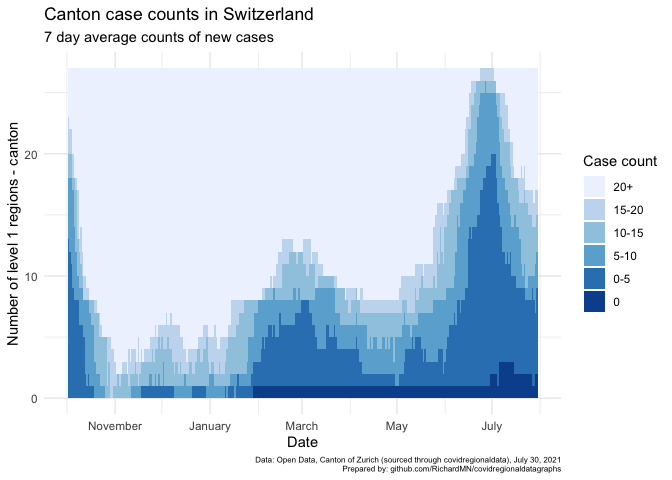 Canton case counts in Switzerland
7 day average counts of new cases
Number of level 1 regions - canton
20
10
0
November
January
March
May
July
Date
Case count
20+
15-20
10-15
5-10
0-5
0
Data: Open Data, Canton of Zurich (sourced through covidregionaldata), July 30, 2021
Prepared by: github.com/RichardMN/covidregionaldatagraphs